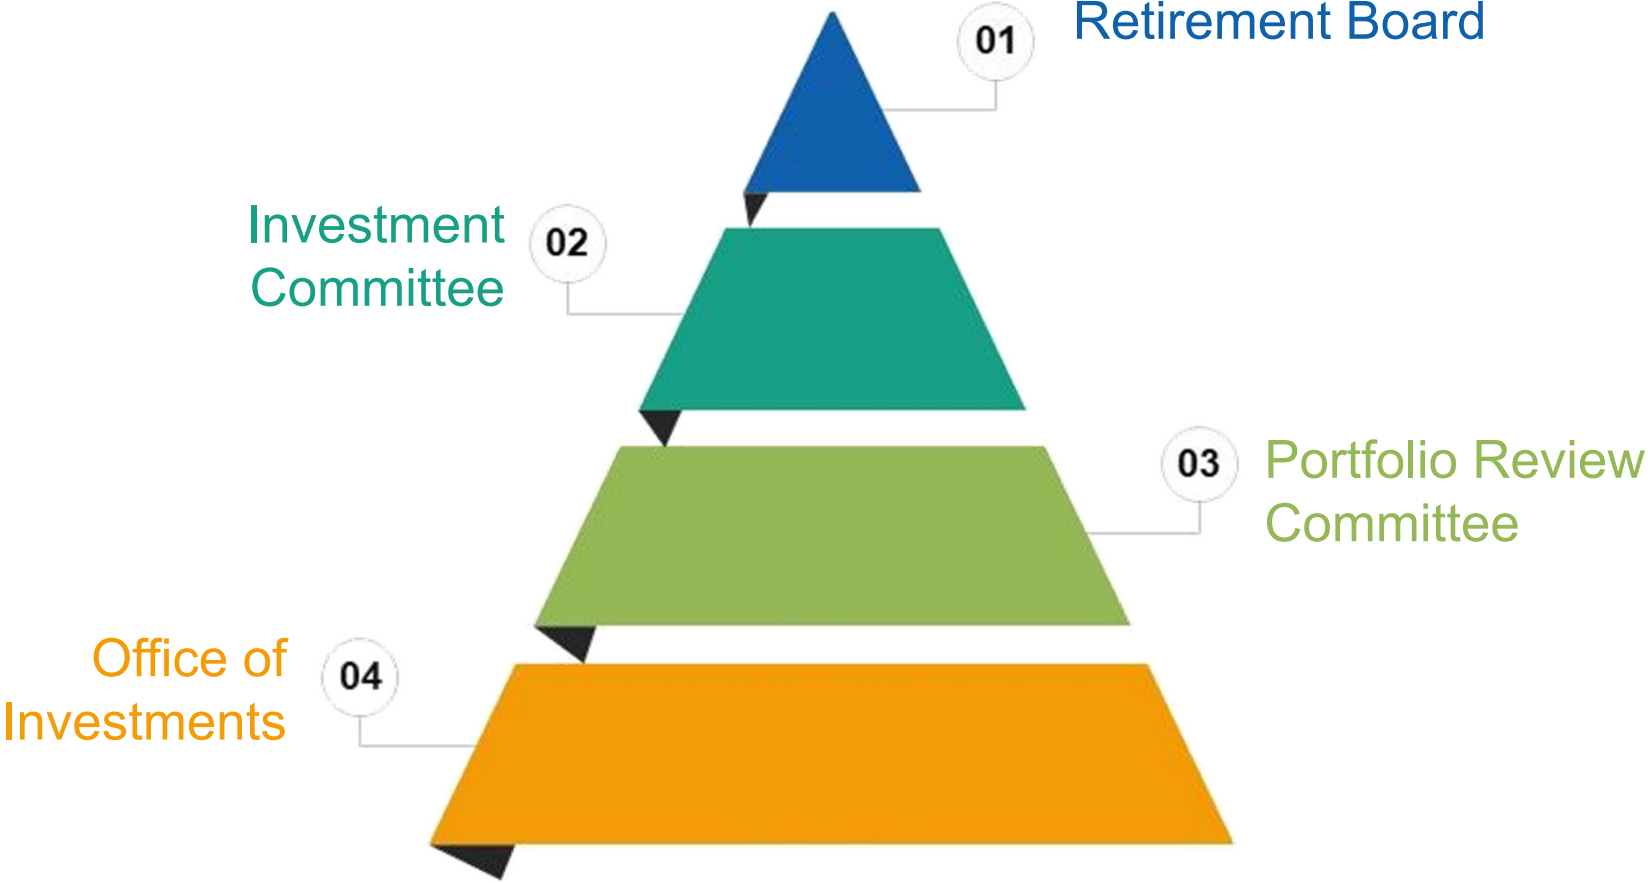 01
Retirement Board
02
Investment
Committee
03
Portfolio Review
Committee
04
Office of
Investments